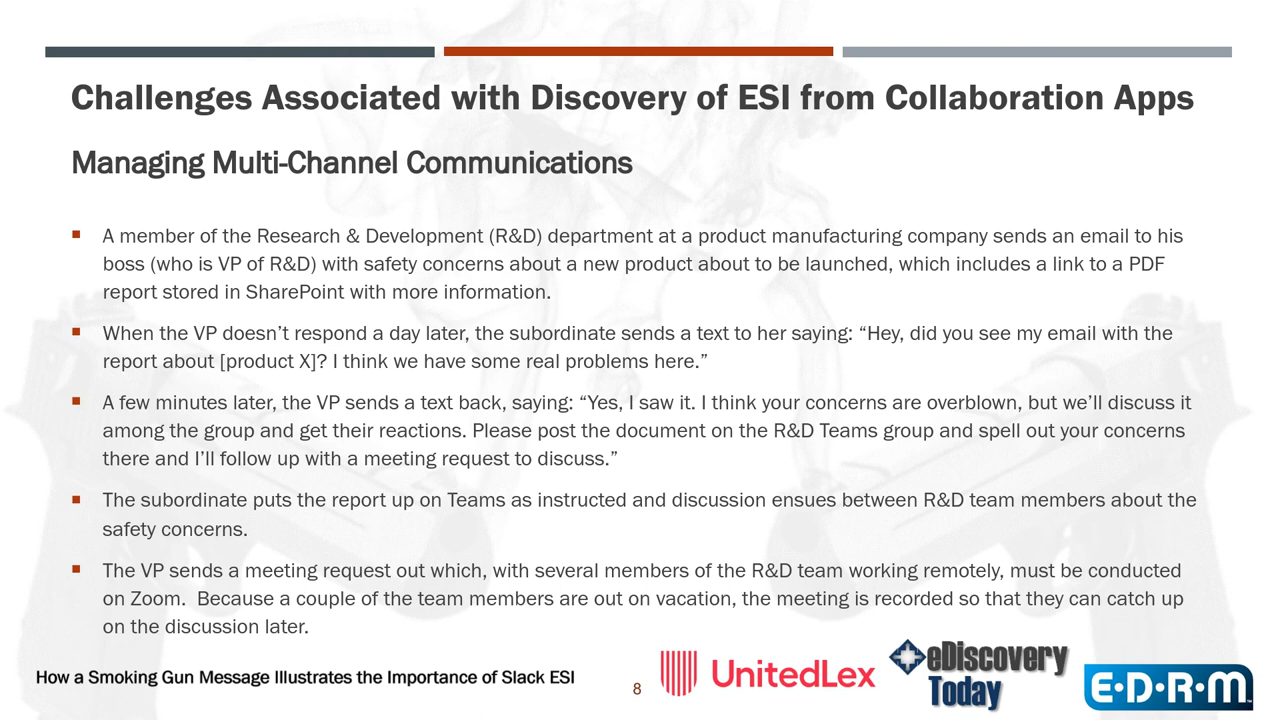 Challenges Associated with Discovery of ESI from Collaboration Apps
Managing Multi-Channel Communications
A member of the Research & Development (R&D) department at a product manufacturing company sends an email to his
boss (who is VP of R&D) with safety concerns about a new product about to be launched, which includes a link to a PDF
report stored in SharePoint with more information.
When the VP doesn’t respond a day later, the subordinate sends a text to her saying: “Hey, did you see my email with the
report about [product X]? I think we have some real problems here.”
A few minutes later, the VP sends a text back, saying: “Yes, I saw it. I think your concerns are overblown, but we’ll discuss it
among the group and get their reactions. Please post the document on the R&D Teams group and spell out your concerns
there and I’ll follow up with a meeting request to discuss.”
The subordinate puts the report up on Teams as instructed and discussion ensues between R&D team members about the
safety concerns.
The VP sends a meeting request out which, with several members of the R&D team working remotely, must be conducted
on Zoom.  Because a couple of the team members are out on vacation, the meeting is recorded so that they can catch up
on the discussion later.
How a Smoking Gun Message Illustrates the Importance of Slack ESI
8
UnitedLex
eDiscovery
Today
E·D·R·M™